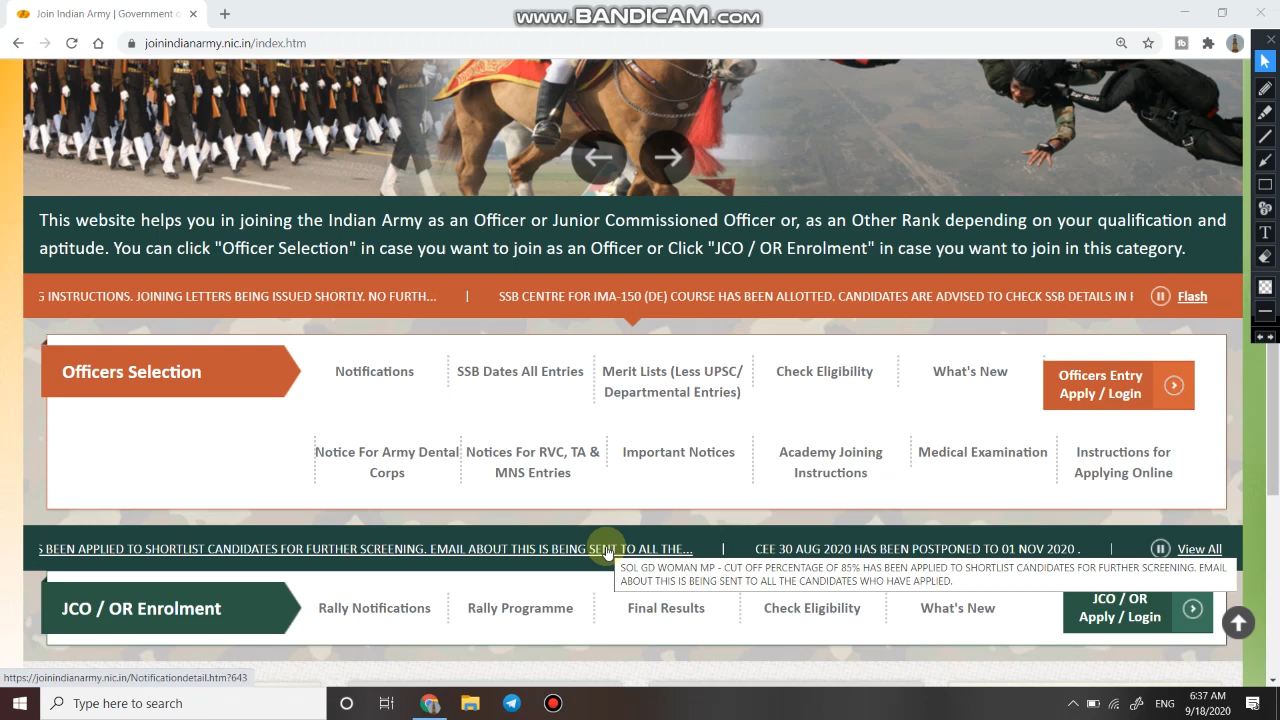 Join Indian Army | Government o
www.BANDICAM.com
joinindianarmy.nic.in/index.htm
This website helps you in joining the Indian Army as an Officer or Junior Commissioned Officer or, as an Other Rank depending on your qualification and
aptitude. You can click "Officer Selection" in case you want to join as an Officer or Click "JCO / OR Enrolment" in case you want to join in this category.
G INSTRUCTIONS. JOINING LETTERS BEING ISSUED SHORTLY. NO FURTH... | SSB CENTRE FOR IMA-150 (DE) COURSE HAS BEEN ALLOTTED. CANDIDATES ARE ADVISED TO CHECK SSB DETAILS IN Flash
Officers Selection
Notifications
SSB Dates All Entries
Merit Lists (Less UPSC/
Departmental Entries)
Check Eligibility
What's New
Officers Entry
Apply / Login
Notice For Army Dental
Corps
Notices For RVC, TA &
MNS Entries
Important Notices
Academy Joining
Instructions
Medical Examination
Instructions for
Applying Online
S BEEN APPLIED TO SHORTLIST CANDIDATES FOR FURTHER SCREENING. EMAIL ABOUT THIS IS BEING SENT TO ALL THE... | CEE 30 AUG 2020 HAS BEEN POSTPONED TO 01 NOV 2020 . | View All
SOL GD WOMAN MP - CUT OFF PERCENTAGE OF 85% HAS BEEN APPLIED TO SHORTLIST CANDIDATES FOR FURTHER SCREENING. EMAIL
ABOUT THIS IS BEING SENT TO ALL THE CANDIDATES WHO HAVE APPLIED.
JCO / OR Enrolment
Rally Notifications
Rally Programme
Final Results
Check Eligibility
What's New
JCO / OR
Apply / Login
https://joinindianarmy.nic.in/Notificationdetail.htm?643
Type here to search
ENG
6:37 AM
9/18/2020